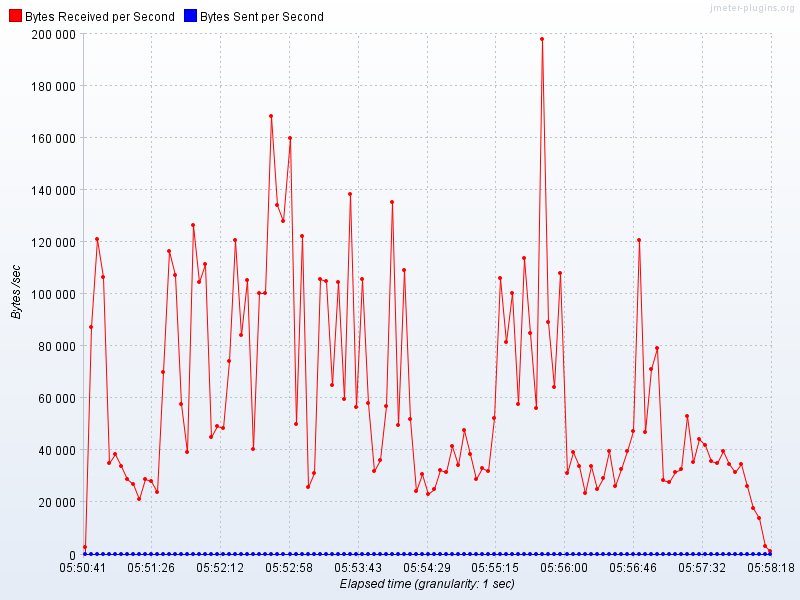 jmeter-plugins.org
Bytes Received per Second Bytes Sent per Second
200 000
180 000
160 000
140 000
120 000
100 000
80 000
60 000
40 000
20 000
0
Bytes /sec
05:50:41 05:51:26 05:52:12 05:52:58 05:53:43 05:54:29 05:55:15 05:56:00 05:56:46 05:57:32 05:58:18
Elapsed time (granularity: 1 sec)